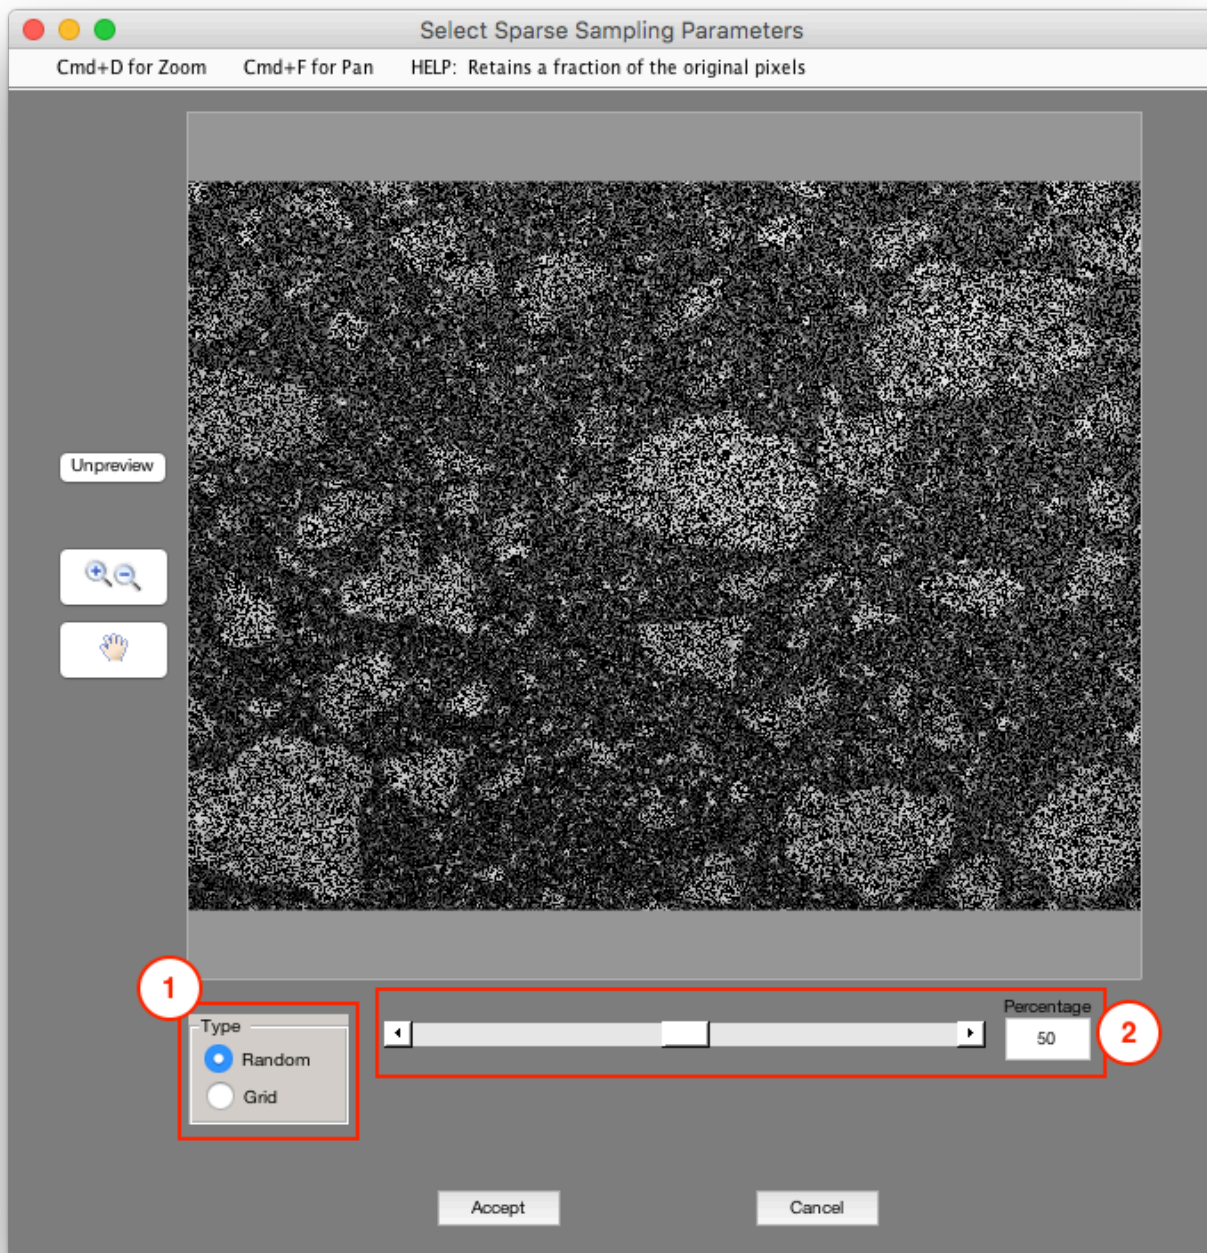 Select Sparse Sampling Parameters
Cmd+D for Zoom Cmd+F for Pan HELP: Retains a fraction of the original pixels
Unpreview
1
Type
Random
Grid
Percentage
50
2
Accept Cancel